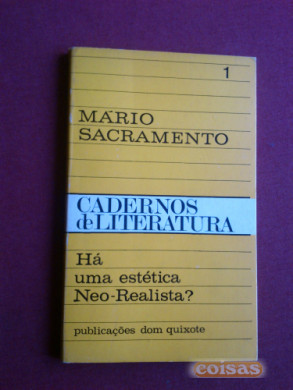 1
MÁRIO
SACRAMENTO
CADERNOS
de LITERATURA
Há
uma estética
Neo-Realista?
publicações dom quixote
coisas